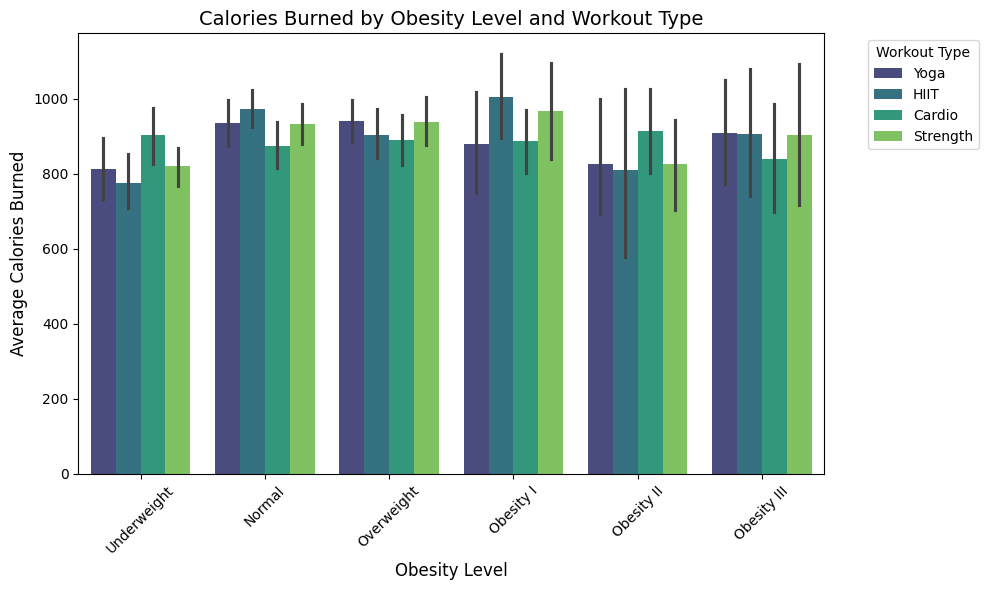 Calories Burned by Obesity Level and Workout Type
Workout Type
Yoga
HIIT
Cardio
Strength
Average Calories Burned
1000
800
600
400
200
0
Underweight
Normal
Overweight
Obesity I
Obesity II
Obesity III
Obesity Level